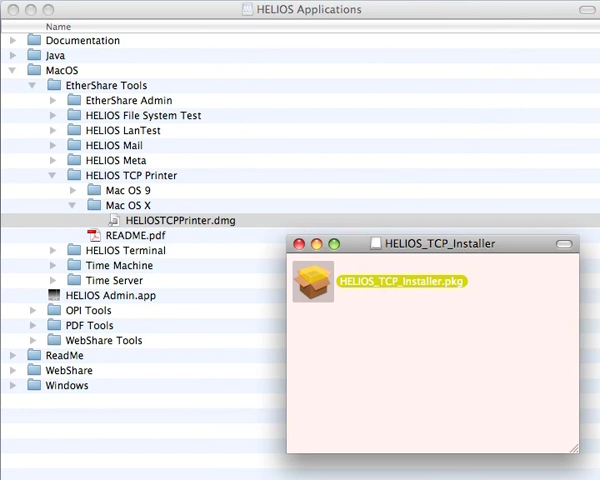 HELIOS Applications
Name
Documentation
Java
MacOS
EtherShare Tools
EtherShare Admin
HELIOS File System Test
HELIOS LanTest
HELIOS Mail
HELIOS Meta
HELIOS TCP Printer
Mac OS 9
Mac OS X
HELIOSTCPPrinter.dmg
README.pdf
HELIOS Terminal
Time Machine
Time Server
HELIOS Admin.app
OPI Tools
PDF Tools
WebShare Tools
ReadMe
WebShare
Windows
HELIOS_TCP_Installer
HELIOS_TCP_Installer.pkg